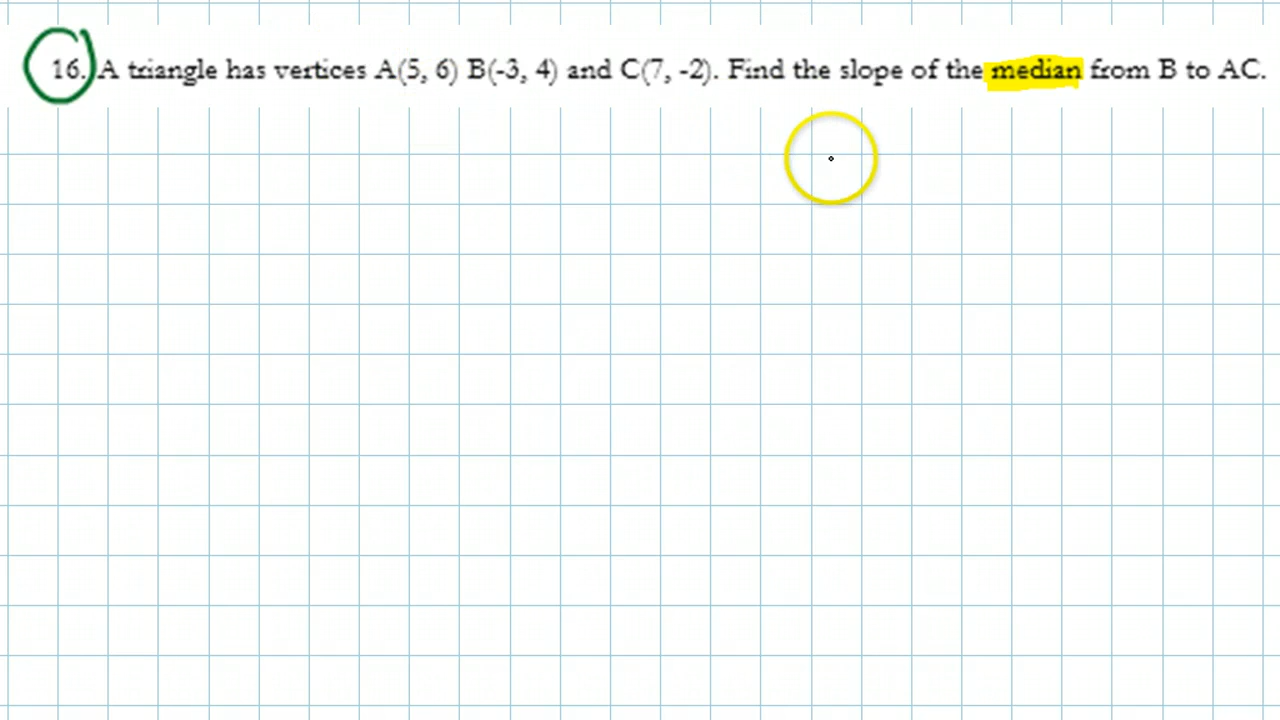 16. A triangle has vertices A(5, 6) B(-3, 4) and C(7, -2). Find the slope of the median from B to AC.